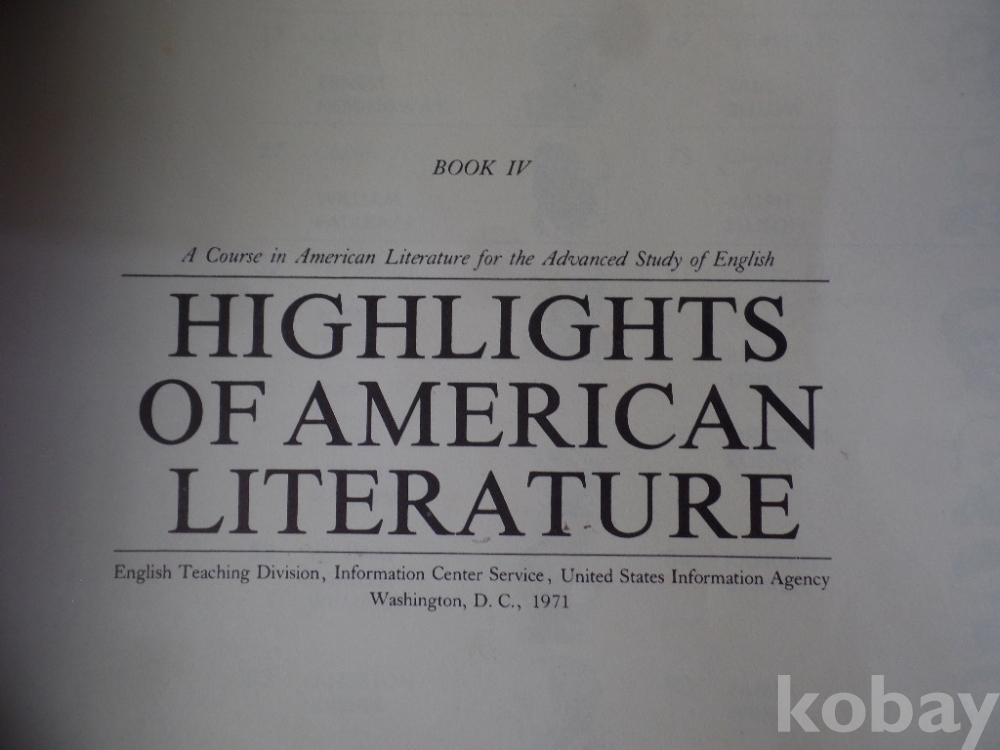 BOOK IV
A Course in American Literature for the Advanced Study of English
HIGHLIGHTS
OF AMERICAN
LITERATURE
English Teaching Division, Information Center Service, United States Information Agency
Washington, D. C., 1971
kobay